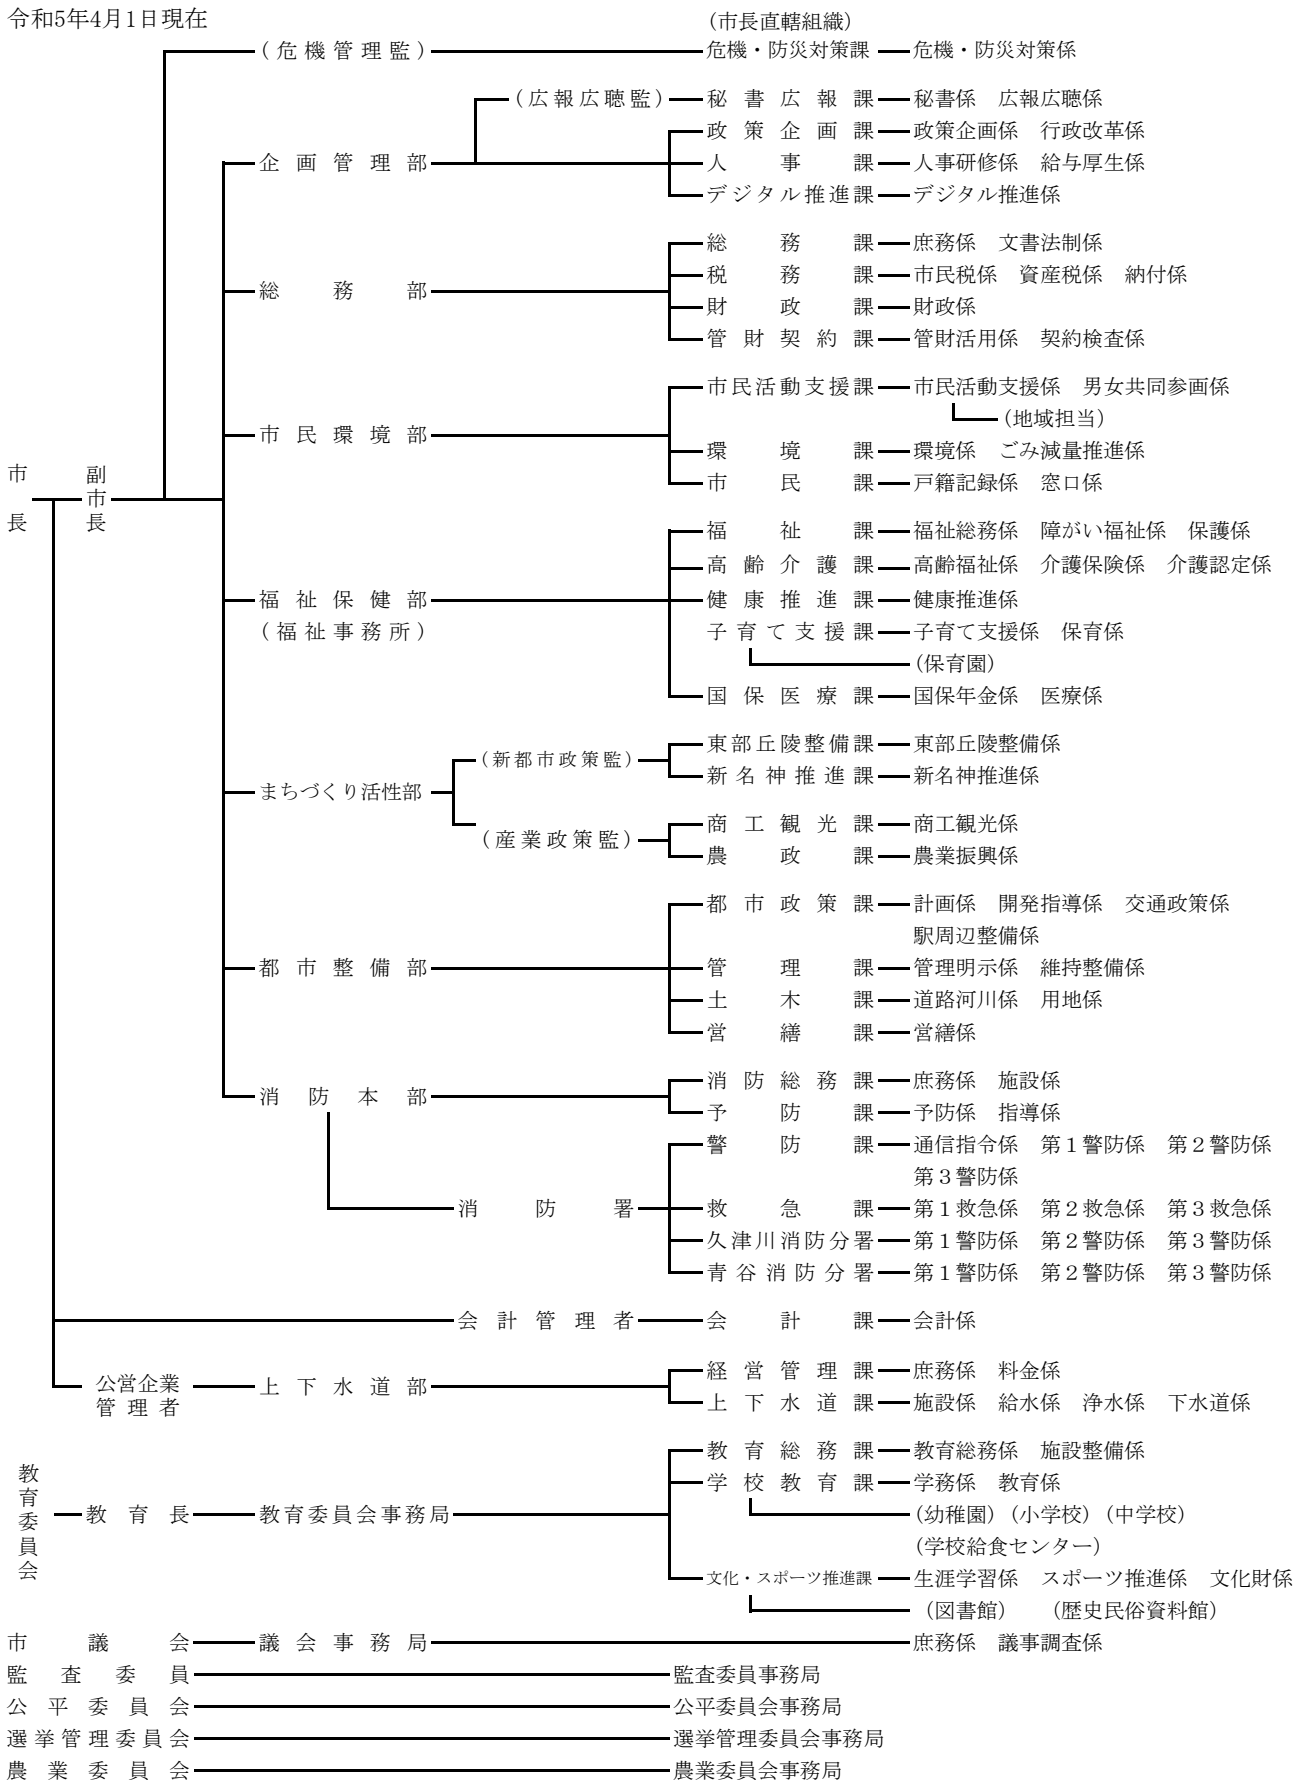 令和5年4月1日現在
(市長直轄組織)
(危機管理監) 危機・防災対策課 危機・防災対策係
(広報広聴監) 秘書広報課 秘書係 広報広聴係
政策企画課 政策企画係 行政改革係
企画管理部 人事課 人事研修係 給与厚生係
デジタル推進課 デジタル推進係
総務課 庶務係 文書法制係
税務課 市民税係 資産税係 納付係
総務部
財政課 財政係
管財契約課 管財活用係 契約検査係
市民活動支援課 市民活動支援係 男女共同参画係
(地域担当)
市民環境部
環境課 環境係 ごみ減量推進係
市長 副市長
市民課 戸籍記録係 窓口係
福祉課 福祉総務係 障がい福祉係 保護係
高齢介護課 高齢福祉係 介護保険係 介護認定係
福祉保健部 健康推進課 健康推進係
(福祉事務所) 子育て支援課 子育て支援係 保育係
(保育園)
国保医療課 国保年金係 医療係
東部丘陵整備課 東部丘陵整備係
(新都市政策監)
新名神推進課 新名神推進係
まちづくり活性部
商工観光課 商工観光係
(産業政策監)
農政課 農業振興係
都市政策課 計画係 開発指導係 交通政策係
駅周辺整備係
都市整備部 管理課 管理明示係 維持整備係
土木課 道路河川係 用地係
営繕課 営繕係
消防総務課 庶務係 施設係
消防本部
予防課 予防係 指導係
警防課 通信指令係 第1警防係 第2警防係
第3警防係
消防署 救急課 第1救急係 第2救急係 第3救急係
久津川消防分署 第1警防係 第2警防係 第3警防係
青谷消防分署 第1警防係 第2警防係 第3警防係
会計管理者 会計課 会計係
経営管理課 庶務係 料金係
公営企業管理者 上下水道部
上下水道課 施設係 給水係 浄水係 下水道係
教育総務課 教育総務係 施設整備係
学校教育課 学務係 教育係
教育委員会 教育長 教育委員会事務局 (幼稚園) (小学校) (中学校)
(学校給食センター)
文化・スポーツ推進課 生涯学習係 スポーツ推進係 文化財係
(図書館) (歴史民俗資料館)
市議会 議会事務局 庶務係 議事調査係
監査委員 監査委員事務局
公平委員会 公平委員会事務局
選挙管理委員会 選挙管理委員会事務局
農業委員会 農業委員会事務局